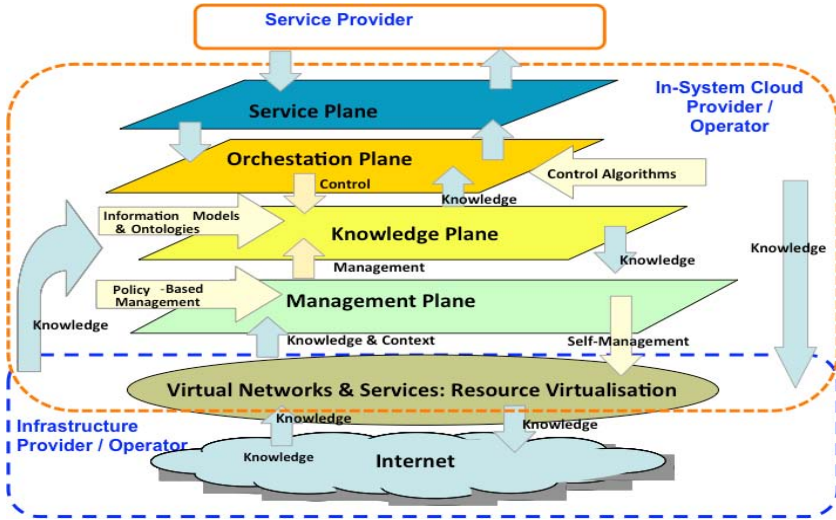 Service Provider
In-System Cloud
Provider /
Operator
Service Plane
Orchestation Plane
Control Algorithms
Control
Knowledge
Information Models
& Ontologies
Knowledge Plane
Knowledge
Knowledge
Management
Policy -Based
Management
Management Plane
Knowledge
Knowledge & Context
Self-Management
Virtual Networks & Services: Resource Virtualisation
Infrastructure
Provider / Operator
Knowledge
Knowledge
Knowledge
Internet